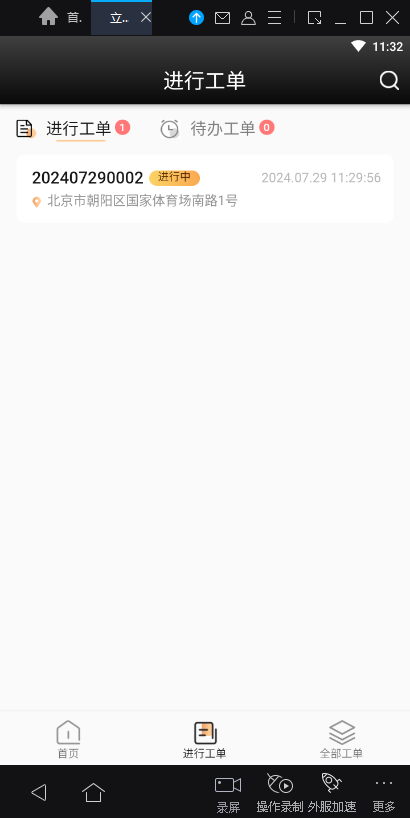 首.
立..
11:32
进行工单
进行工单 1
待办工单 0
202407290002 进行中 2024.07.29 11:29:56
北京市朝阳区国家体育场南路1号
首页
进行工单
全部工单
录屏
操作录制
外服加速
更多